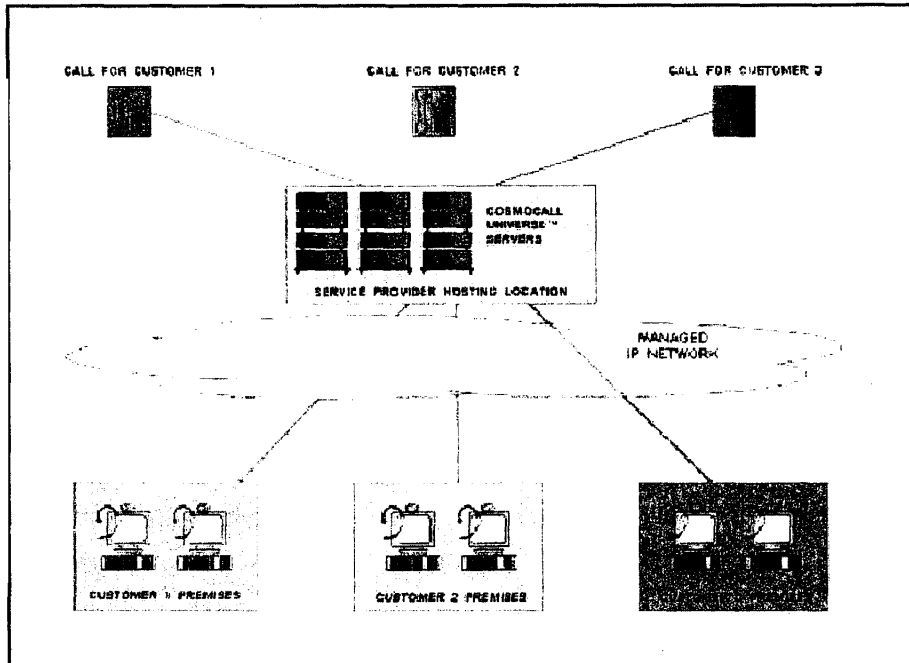 CALL FOR CUSTOMER 1
CALL FOR CUSTOMER 2
CALL FOR CUSTOMER 3
COSMOCALL
UNIVERSE™
SERVERS
SERVICE PROVIDER HOSTING LOCATION
MANAGED
IP NETWORK
CUSTOMER 1 PREMISES
CUSTOMER 2 PREMISES